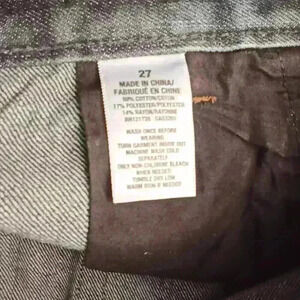 27
MADE IN CHINA/
FABRIQUÉ EN CHINE
COTTON/COTON
17% POLYESTER/POLYESTER
14% RAYON/RAYONNE
WASH ONCE BEFORE
WEARING
TURN GARMENT INSIDE OUT
MACHINE WASH COLD
SEPARATELY
ONLY NON-CHLORINE BLEACH
WHEN NEEDED
TUMBLE DRY LOW
WARM IRON IF NEEDED